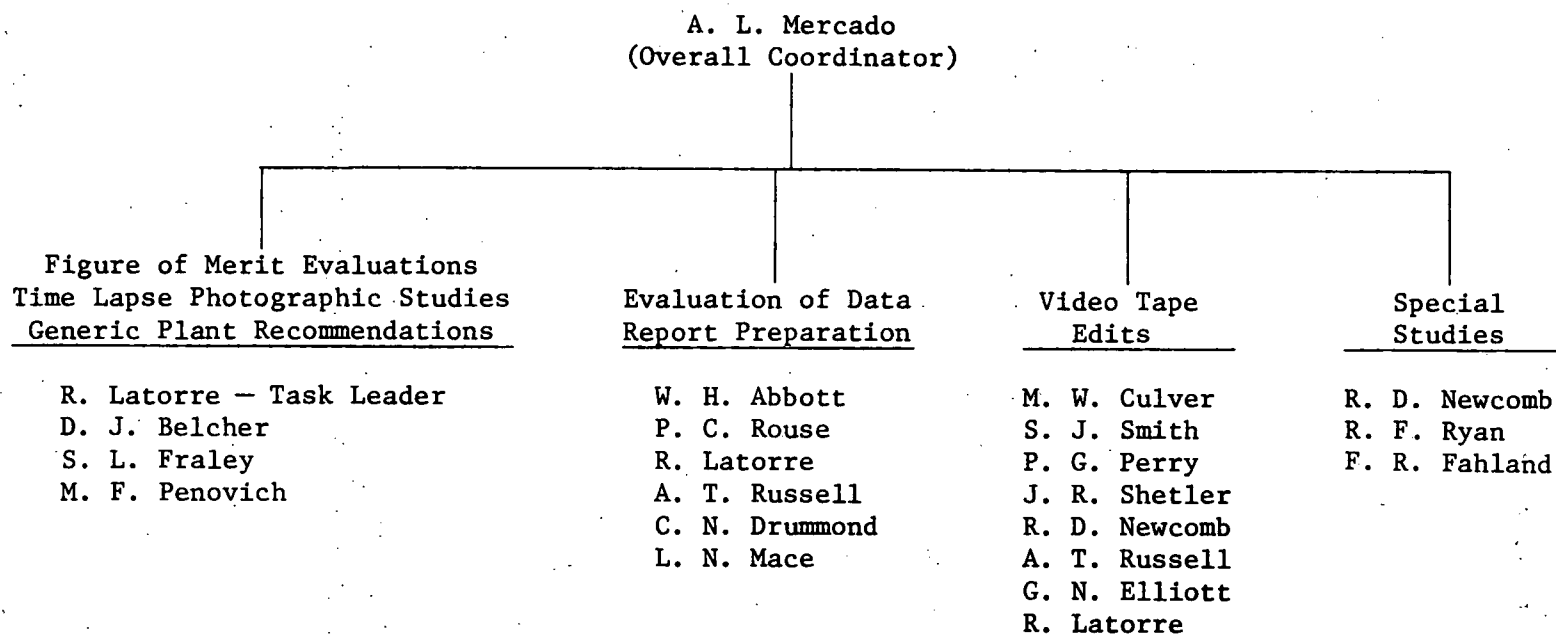 A. L. Mercado
(Overall Coordinator)
Figure of Merit Evaluations
Time Lapse Photographic Studies
Generic Plant Recommendations
R. Latorre — Task Leader
D. J. Belcher
S. L. Fraley
M. F. Penovich
Evaluation of Data
Report Preparation
W. H. Abbott
P. C. Rouse
R. Latorre
A. T. Russell
C. N. Drummond
L. N. Mace
Video Tape
Edits
M. W. Culver
S. J. Smith
P. G. Perry
J. R. Shetler
R. D. Newcomb
A. T. Russell
G. N. Elliott
R. Latorre
Special
Studies
R. D. Newcomb
R. F. Ryan
F. R. Fahland